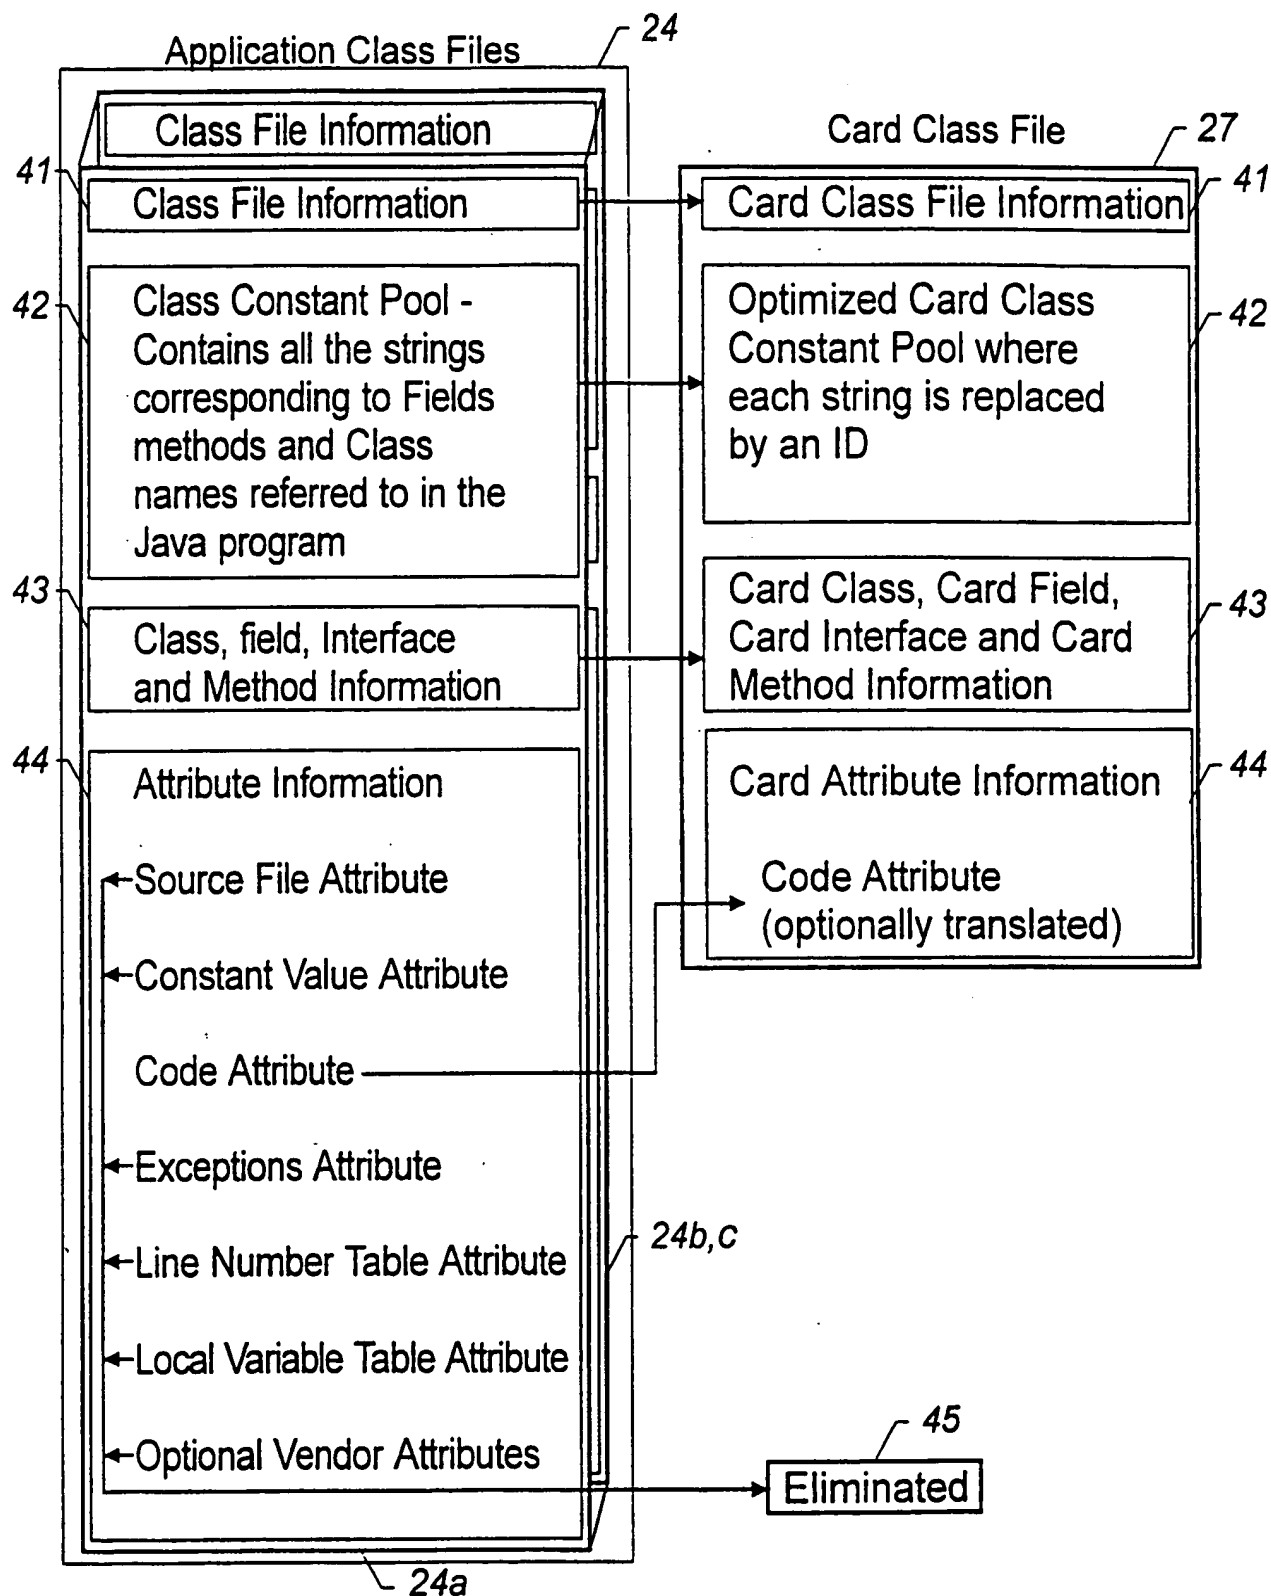 Application Class Files
24
Class File Information
41
Class File Information
42
Class Constant Pool -
Contains all the strings
corresponding to Fields
methods and Class
names referred to in the
Java program
43
Class, field, Interface
and Method Information
44
Attribute Information
Source File Attribute
Constant Value Attribute
Code Attribute
Exceptions Attribute
Line Number Table Attribute
Local Variable Table Attribute
Optional Vendor Attributes
24a
24b,c
Card Class File
27
Card Class File Information
41
Optimized Card Class
Constant Pool where
each string is replaced
by an ID
42
Card Class, Card Field,
Card Interface and Card
Method Information
43
Card Attribute Information
44
Code Attribute
(optionally translated)
45
Eliminated